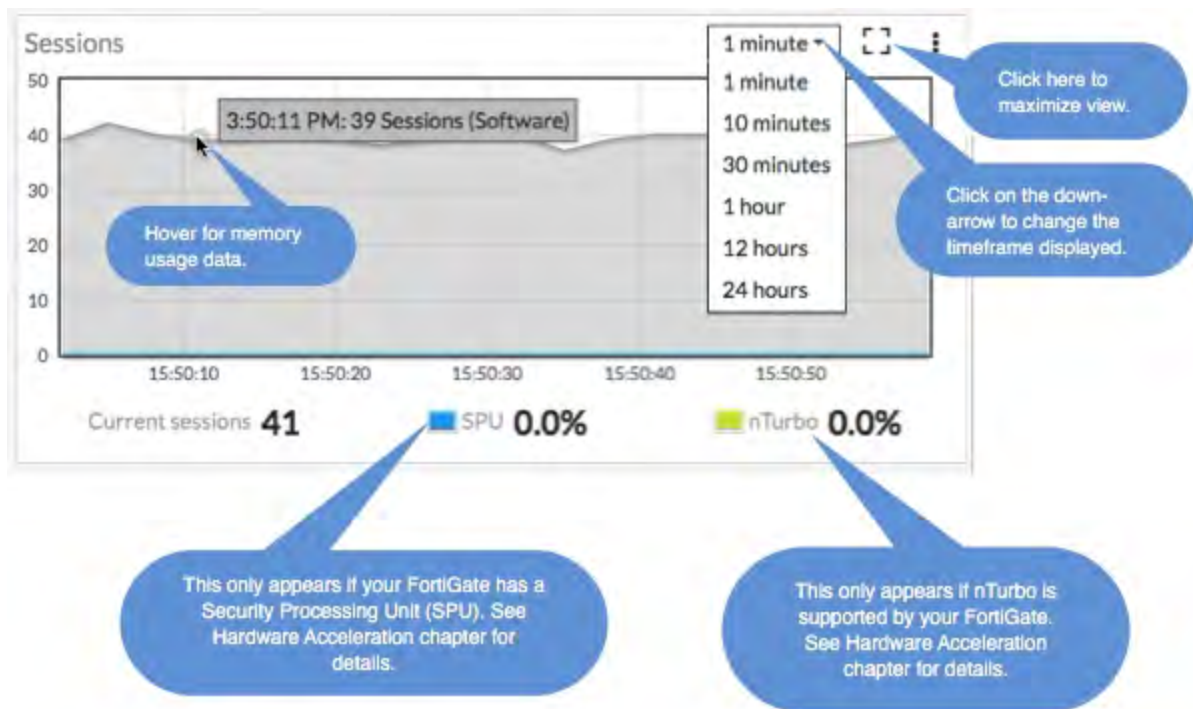 Sessions
1 minute
1 minute
10 minutes
30 minutes
1 hour
12 hours
24 hours
Click here to
maximize view.
Click on the down-
arrow to change the
timeframe displayed.
50
40
30
20
10
0
3:50:11 PM: 39 Sessions (Software)
Hover for memory
usage data.
15:50:10
15:50:20
15:50:30
15:50:40
15:50:50
Current sessions 41
SPU 0.0%
nTurbo 0.0%
This only appears if your FortiGate has a
Security Processing Unit (SPU). See
Hardware Acceleration chapter for
details.
This only appears if nTurbo is
supported by your FortiGate.
See Hardware Acceleration
chapter for details.